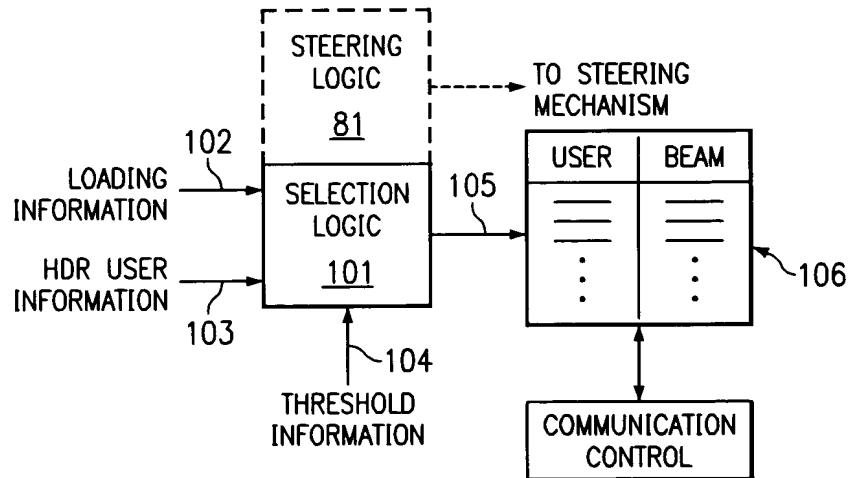 STEERING
LOGIC
81
TO STEERING
MECHANISM
102
LOADING
INFORMATION
SELECTION
LOGIC
101
105
USER BEAM
HDR USER
INFORMATION
103
106
104
THRESHOLD
INFORMATION
COMMUNICATION
CONTROL